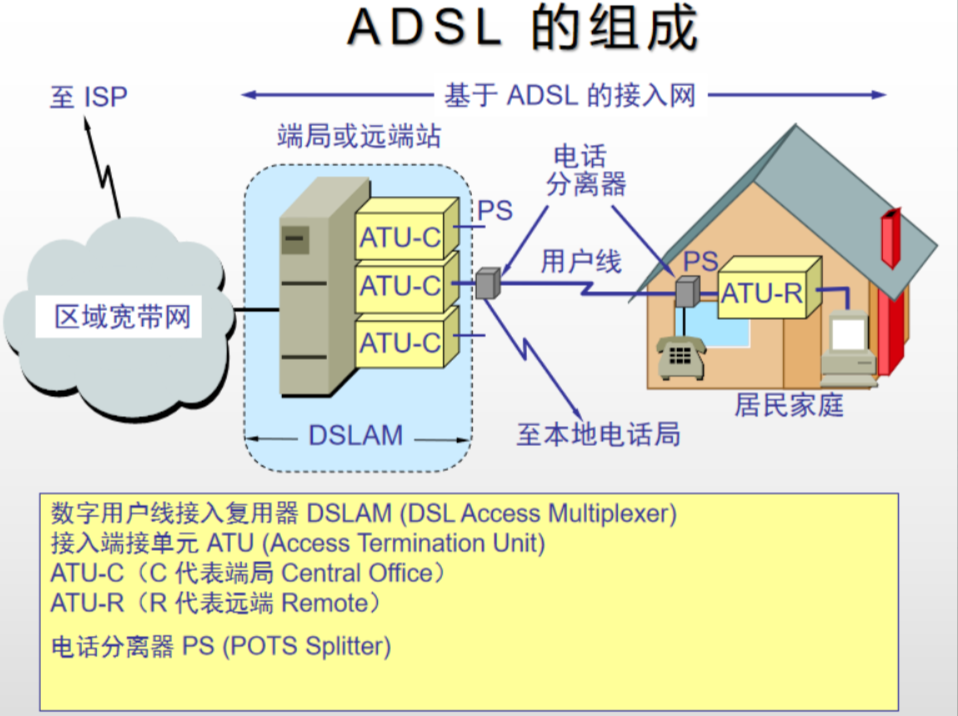 ADSL 的组成
至 ISP
基于 ADSL 的接入网
端局或远端站
电话
分离器
PS
ATU-C
用户线
PS
ATU-C
ATU-R
区域宽带网
ATU-C
居民家庭
DSLAM
至本地电话局
数字用户线接入复用器 DSLAM (DSL Access Multiplexer)
接入端接单元 ATU (Access Termination Unit)
ATU-C（C 代表端局 Central Office）
ATU-R（R 代表远端 Remote）
电话分离器 PS (POTS Splitter)